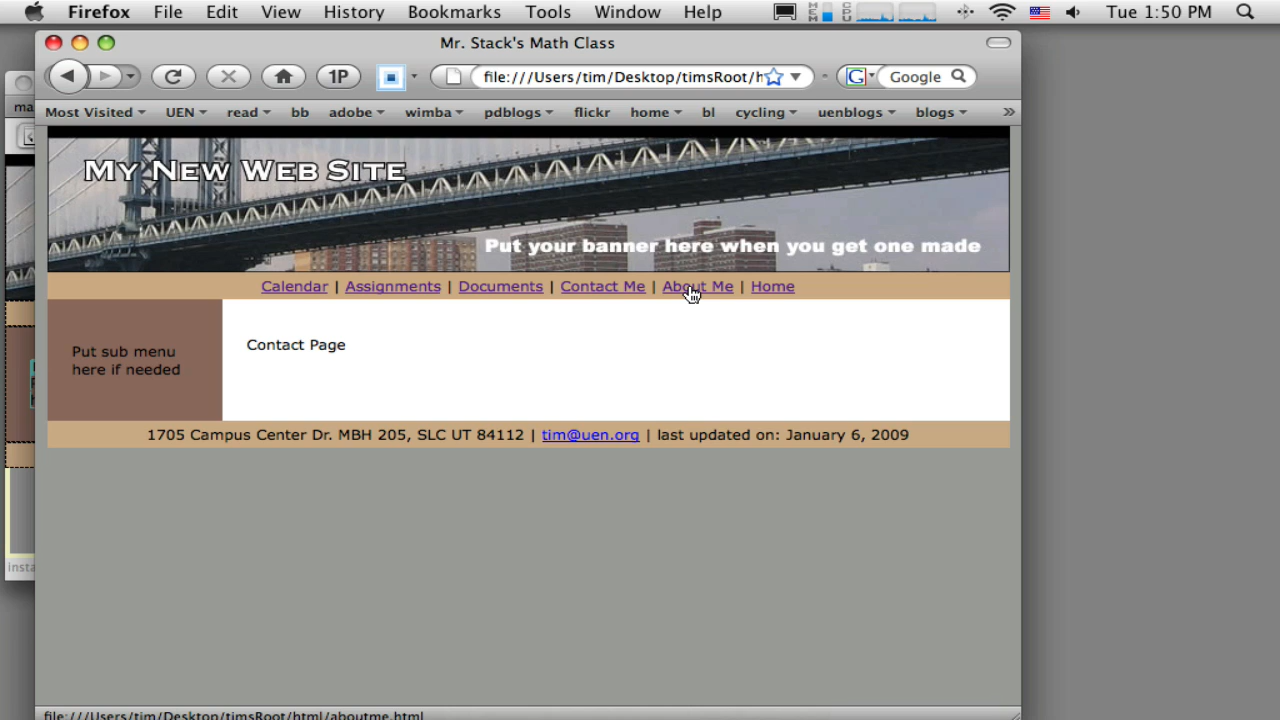 Firefox File Edit View History Bookmarks Tools Window Help MEM CPU Tue 1:50 PM
Mr. Stack's Math Class
1P file:///Users/tim/Desktop/timsRoot/h G Google
Most Visited UEN read bb adobe wimba pdblogs flickr home bl cycling uenblogs blogs »
ma
My New Web Site
Put your banner here when you get one made
Calendar | Assignments | Documents | Contact Me | About Me | Home
Put sub menu
here if needed
Contact Page
1705 Campus Center Dr. MBH 205, SLC UT 84112 | tim@uen.org | last updated on: January 6, 2009
insta
file:///Users/tim/Desktop/timsRoot/html/aboutme.html